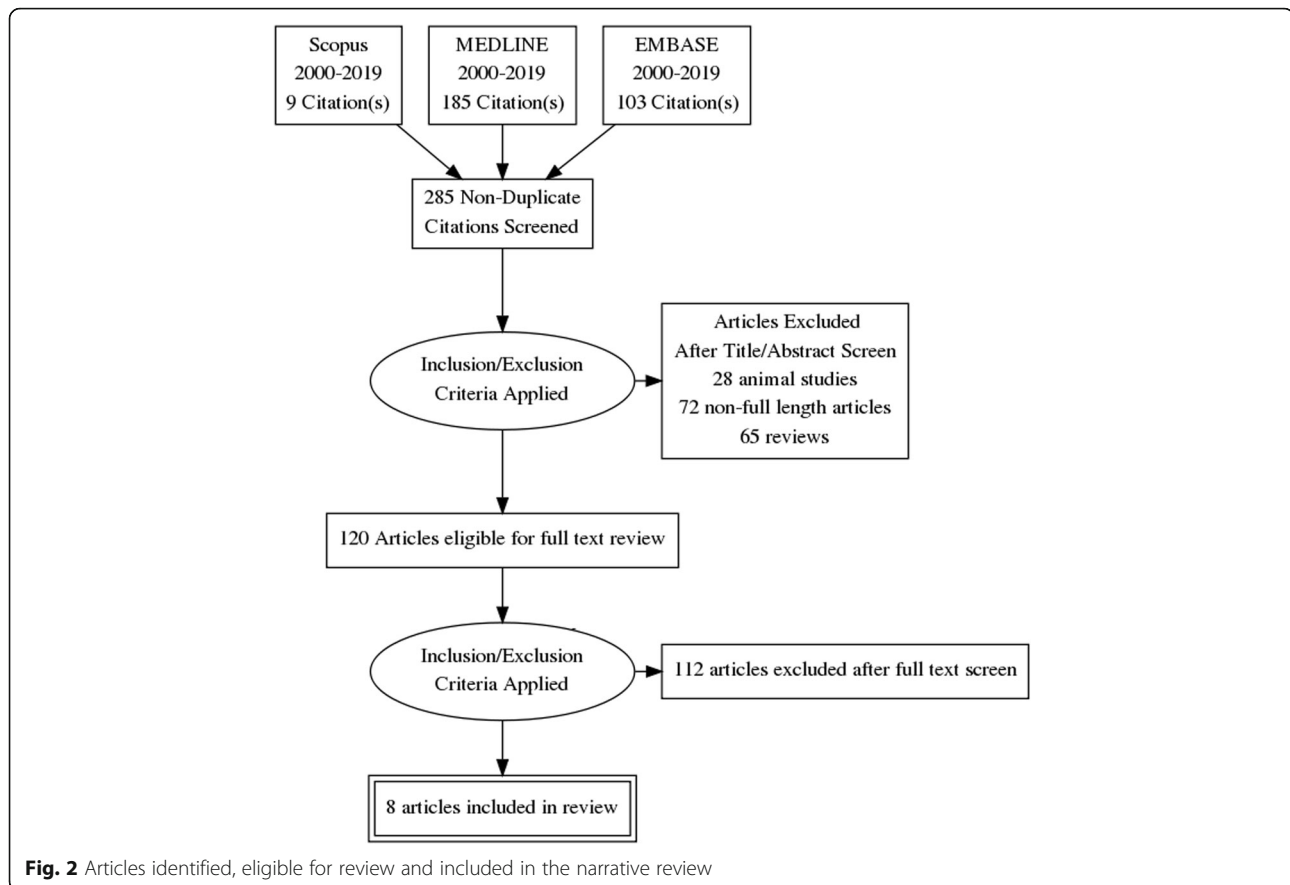 Scopus
2000-2019
9 Citation(s)
MEDLINE
2000-2019
185 Citation(s)
EMBASE
2000-2019
103 Citation(s)
285 Non-Duplicate
Citations Screened
Inclusion/Exclusion
Criteria Applied
Articles Excluded
After Title/Abstract Screen
28 animal studies
72 non-full length articles
65 reviews
120 Articles eligible for full text review
Inclusion/Exclusion
Criteria Applied
112 articles excluded after full text screen
8 articles included in review
Fig. 2 Articles identified, eligible for review and included in the narrative review